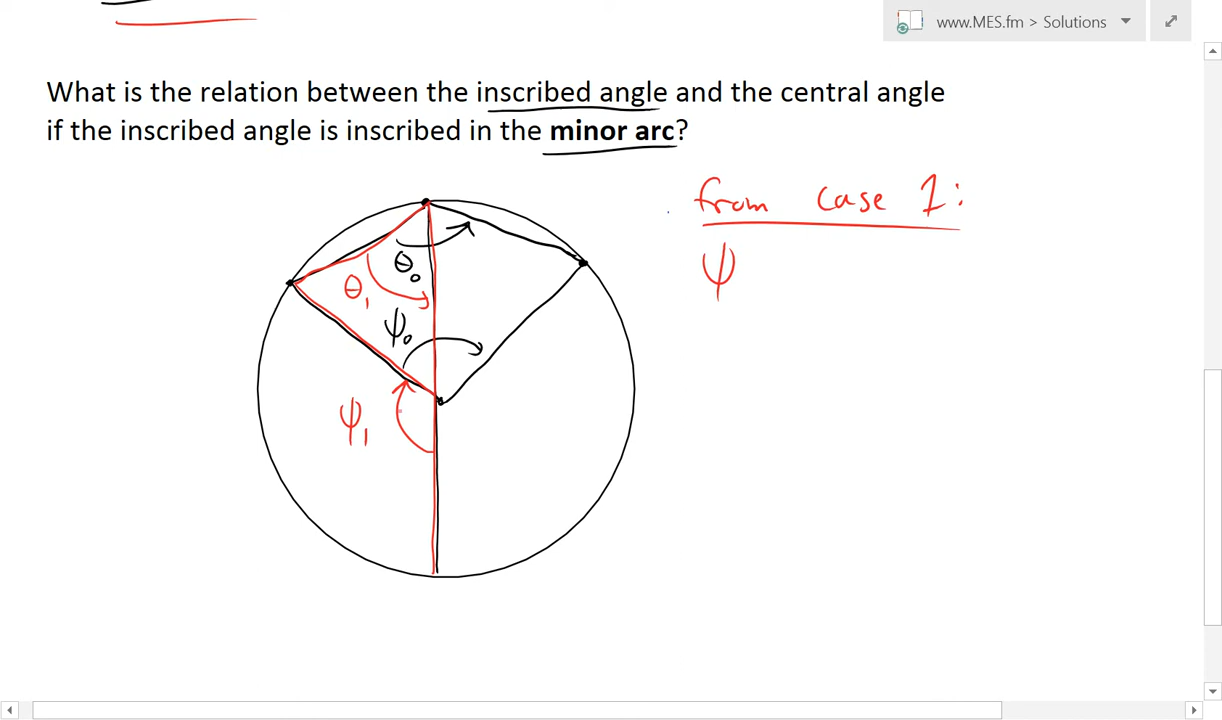 www.MES.fm > Solutions
What is the relation between the inscribed angle and the central angle
if the inscribed angle is inscribed in the minor arc?
from case 1:
ψ
θ₀
θ₁
ψ₀
ψ₁